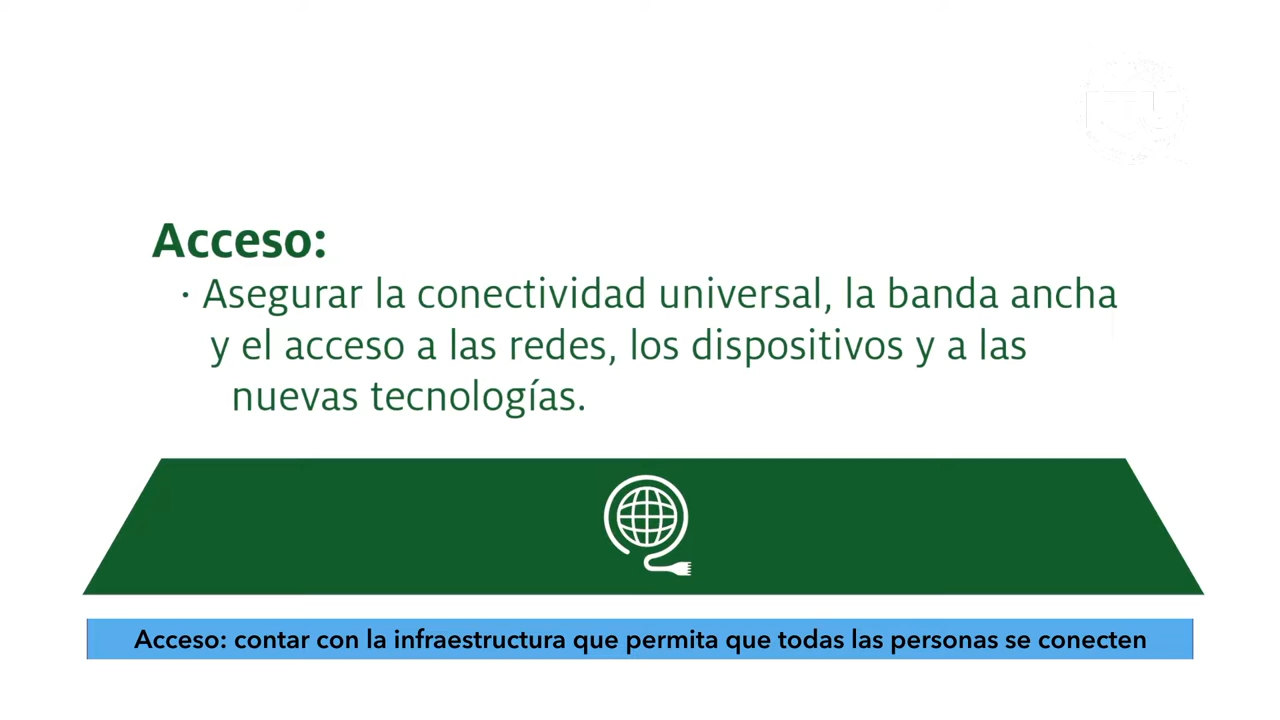 Acceso:
· Asegurar la conectividad universal, la banda ancha
y el acceso a las redes, los dispositivos y a las
nuevas tecnologías.
Acceso: contar con la infraestructura que permita que todas las personas se conecten